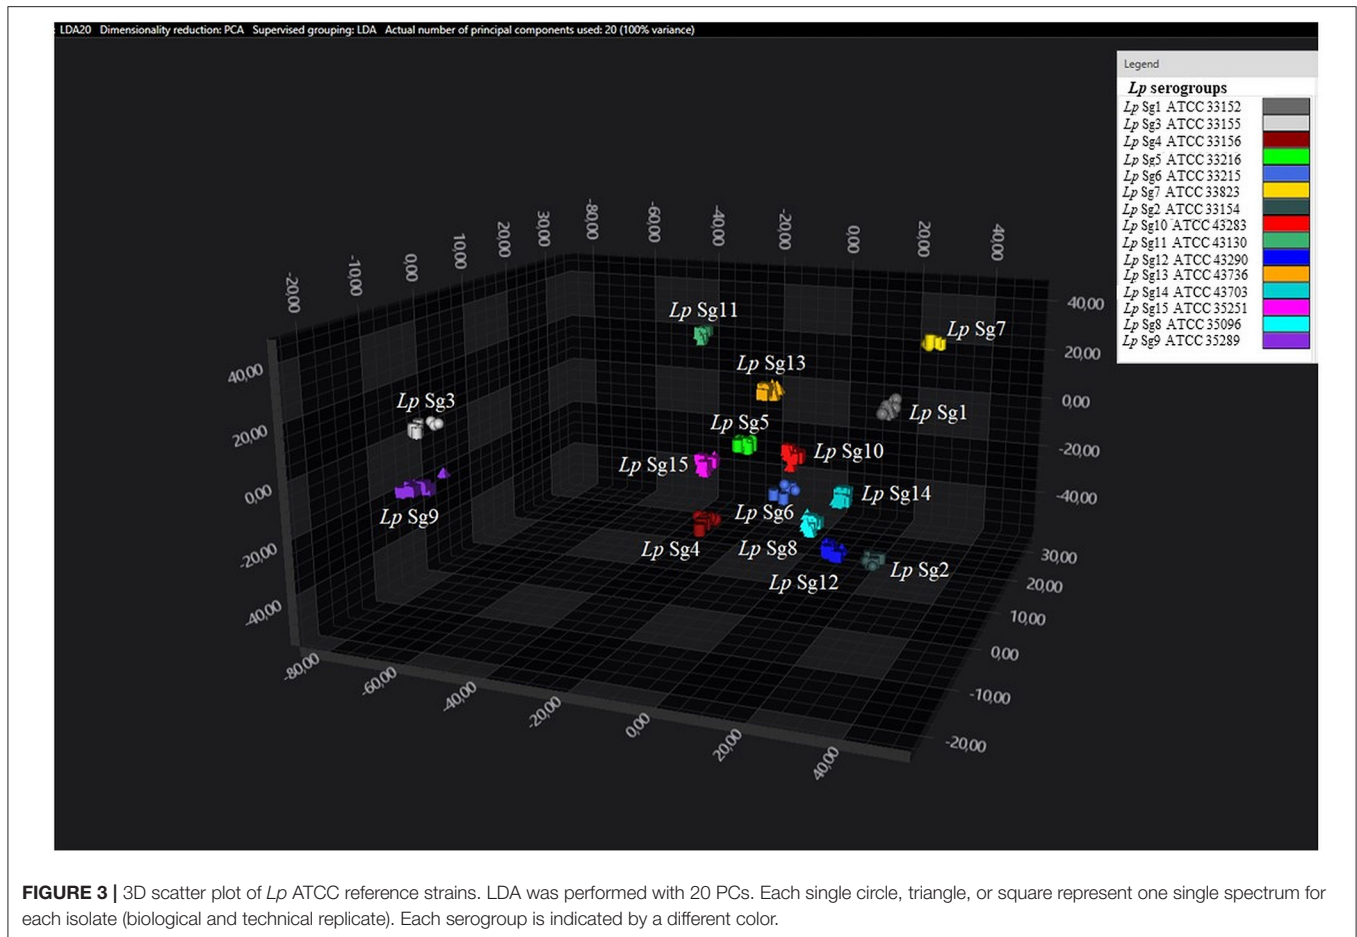 LDA20 Dimensionality reduction: PCA Supervised grouping: LDA Actual number of principal components used: 20 (100% variance)
Legend
Lp serogroups
Lp Sg1 ATCC 33152
Lp Sg3 ATCC 33155
Lp Sg4 ATCC 33156
Lp Sg5 ATCC 33216
Lp Sg6 ATCC 33215
Lp Sg7 ATCC 33823
Lp Sg2 ATCC 33154
Lp Sg10 ATCC 43283
Lp Sg11 ATCC 43130
Lp Sg12 ATCC 43290
Lp Sg13 ATCC 43736
Lp Sg14 ATCC 43703
Lp Sg15 ATCC 35251
Lp Sg8 ATCC 35096
Lp Sg9 ATCC 35289
-20,00 -10,00 0,00 10,00 20,00 30,00 -80,00 -60,00 -40,00 -20,00 0,00 20,00 40,00
40,00
20,00
0,00
-20,00
-40,00
40,00
20,00
0,00
-20,00
-40,00
Lp Sg11
Lp Sg7
Lp Sg13
Lp Sg3
Lp Sg1
Lp Sg5
Lp Sg10
Lp Sg15
Lp Sg14
Lp Sg6
Lp Sg9
Lp Sg4
Lp Sg8
Lp Sg2
Lp Sg12
30,00
20,00
10,00
0,00
-10,00
-20,00
-80,00 -60,00 -40,00 -20,00 0,00 20,00 40,00
FIGURE 3 | 3D scatter plot of Lp ATCC reference strains. LDA was performed with 20 PCs. Each single circle, triangle, or square represent one single spectrum for
each isolate (biological and technical replicate). Each serogroup is indicated by a different color.